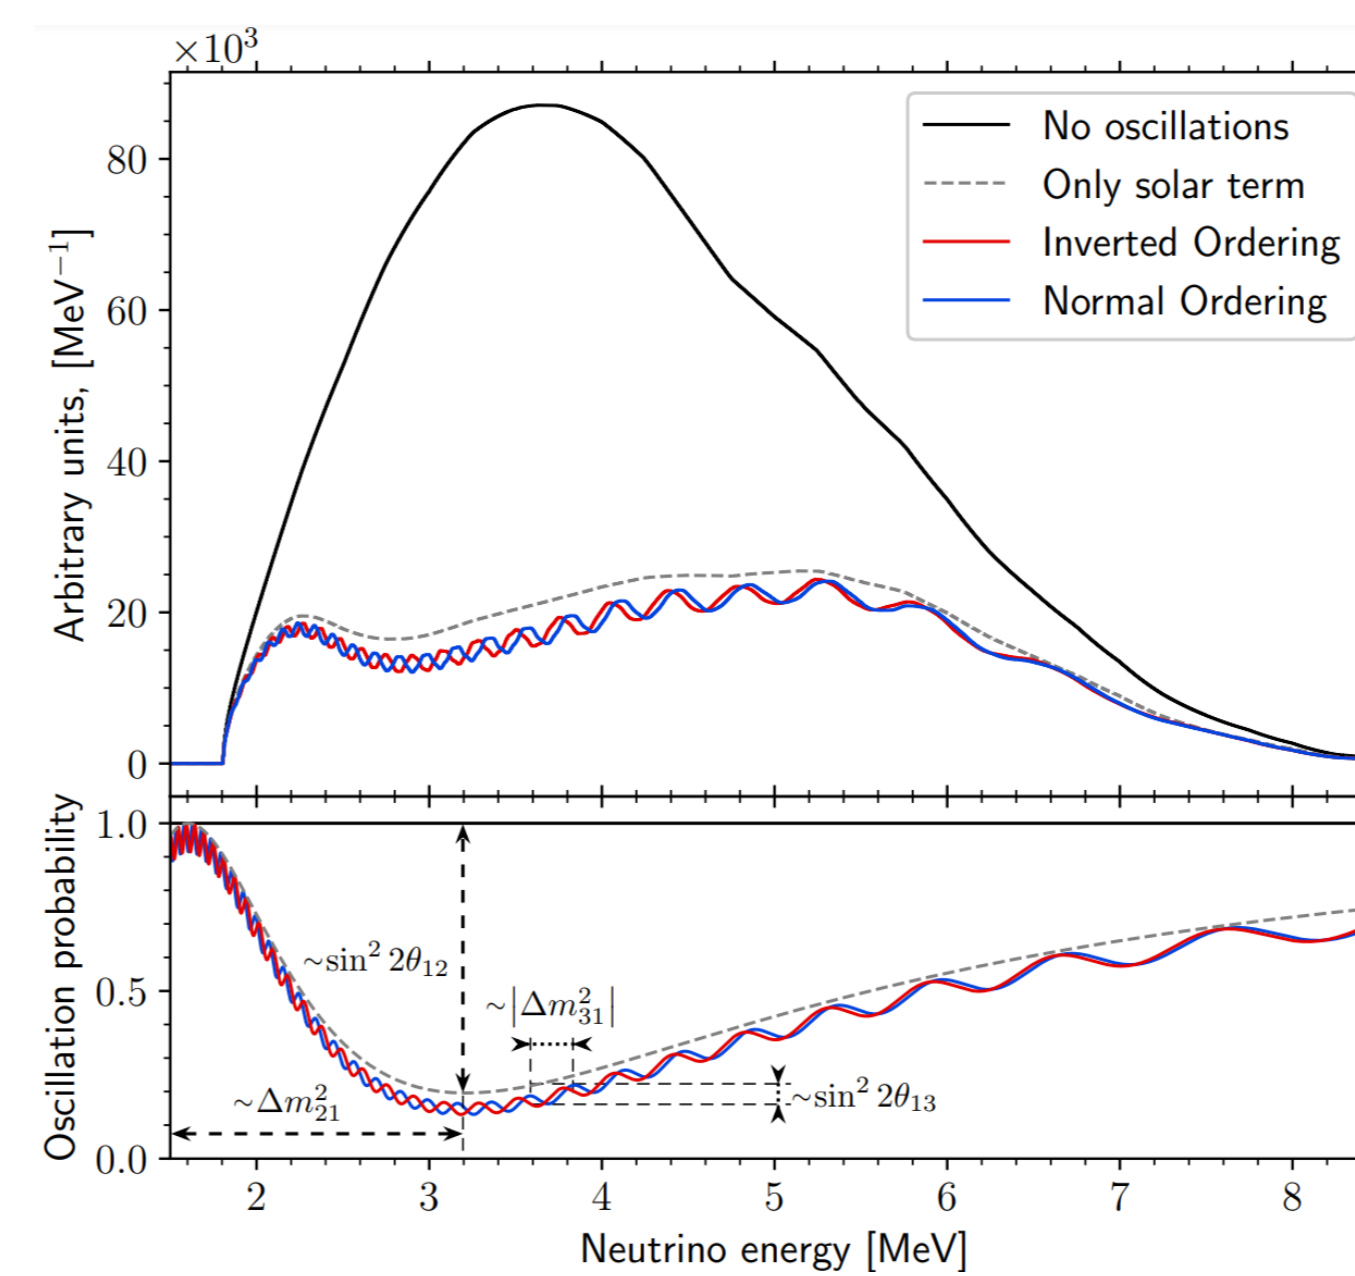 ×10³
80
60
40
20
0
Arbitrary units, [MeV⁻¹]
No oscillations
Only solar term
Inverted Ordering
Normal Ordering
1.0
0.5
0.0
Oscillation probability
~sin² 2θ₁₂
~|Δm²₃₁|
~Δm²₂₁
~sin² 2θ₁₃
2 3 4 5 6 7 8
Neutrino energy [MeV]